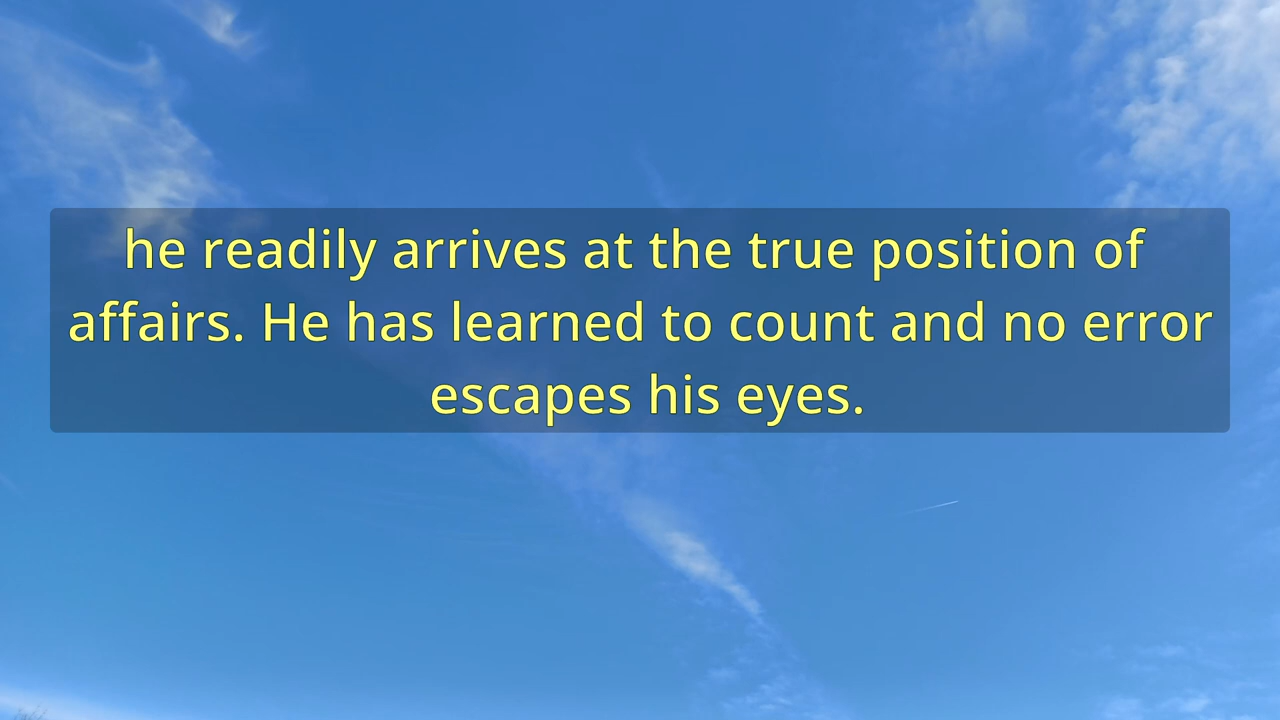 he readily arrives at the true position of
affairs. He has learned to count and no error
escapes his eyes.